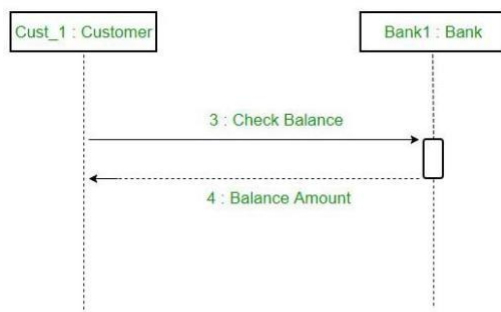 Cust_1 : Customer
Bank1 : Bank
3 : Check Balance
4 : Balance Amount